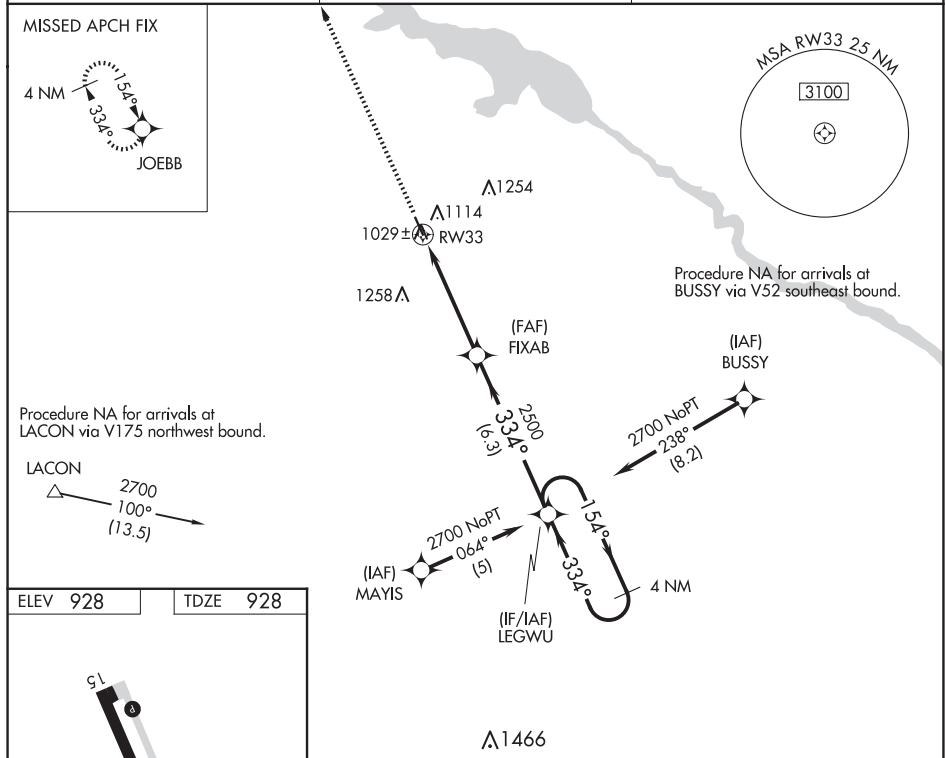 MISSED APCH FIX
4 NM
154°
334°
JOEBB
MSA RW33 25 NM
3100
1254
1114
1029±
RW33
1258
Procedure NA for arrivals at
BUSSY via V52 southeast bound.
(FAF)
FIXAB
(IAF)
BUSSY
2700 NoPT
238°
(8.2)
2500
334°
(6.3)
Procedure NA for arrivals at
LACON via V175 northwest bound.
LACON
2700
100°
(13.5)
2700 NoPT
064°
(5)
(IAF)
MAYIS
154°
334°
4 NM
(IF/IAF)
LEGWU
ELEV 928
TDZE 928
15
P
1466